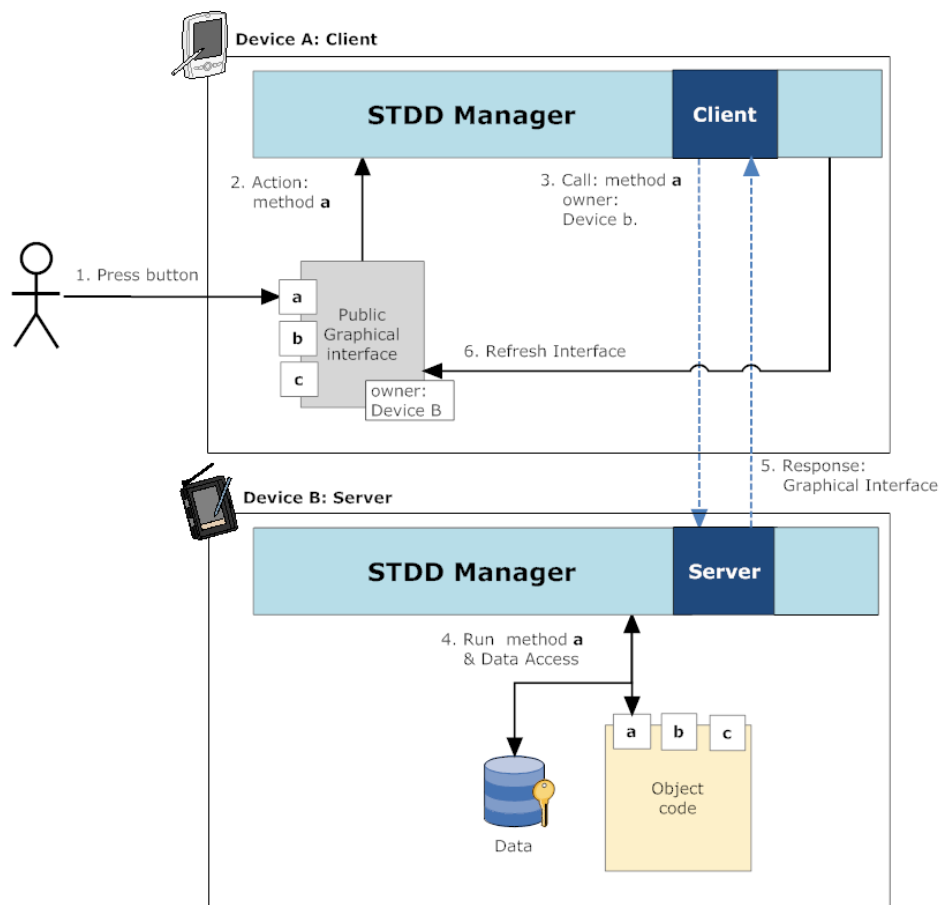 Device A: Client
STDD Manager
Client
2. Action:
method a
3. Call: method a
owner:
Device b.
1. Press button
a
b
c
Public
Graphical
interface
owner:
Device B
6. Refresh Interface
5. Response:
Graphical Interface
Device B: Server
STDD Manager
Server
4. Run method a
& Data Access
a
b
c
Object
code
Data